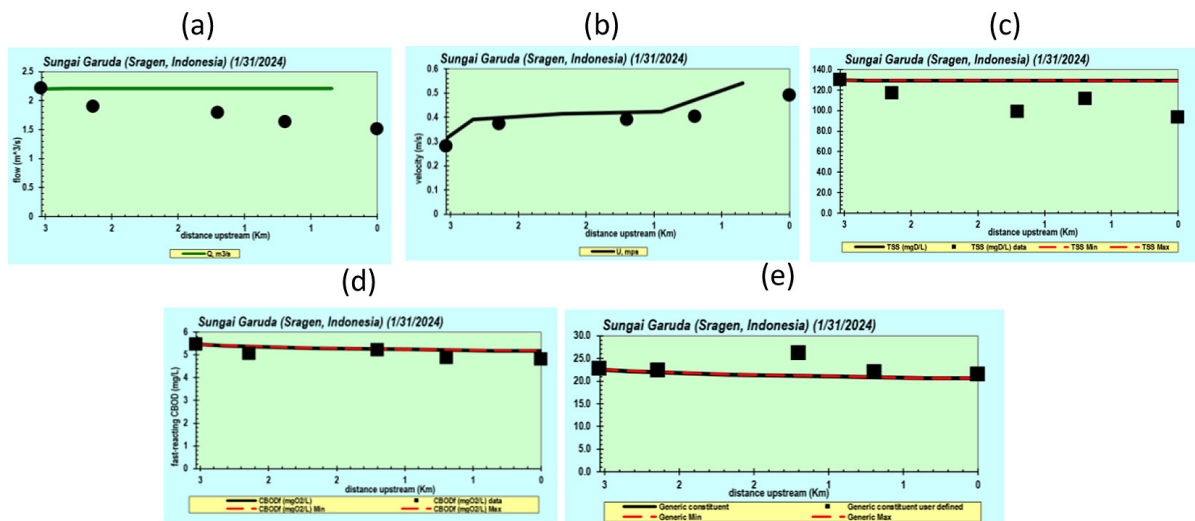 (a)
Sungai Garuda (Sragen, Indonesia) (1/31/2024)
flow (m^3/s)
2.5
2
1.5
1
0.5
0
3 2 2 1 1 0
distance upstream (Km)
Q, m3/s
(b)
Sungai Garuda (Sragen, Indonesia) (1/31/2024)
velocity (m/s)
0.6
0.5
0.4
0.3
0.2
0.1
0
3 2 2 1 1 0
distance upstream (Km)
U, mps
(c)
Sungai Garuda (Sragen, Indonesia) (1/31/2024)
140.0
120.0
100.0
80.0
60.0
40.0
20.0
0.0
3 2 2 1 1 0
distance upstream (Km)
TSS (mgD/L) TSS (mgD/L) data TSS Min TSS Max
(d)
Sungai Garuda (Sragen, Indonesia) (1/31/2024)
fast-reacting CBOD (mg/L)
6
5
4
3
2
1
0
3 2 2 1 1 0
distance upstream (Km)
CBODf (mgO2/L) CBODf (mgO2/L) data
CBODf (mgO2/L) Min CBODf (mgO2/L) Max
(e)
Sungai Garuda (Sragen, Indonesia) (1/31/2024)
30.0
25.0
20.0
15.0
10.0
5.0
0.0
3 2 2 1 1 0
distance upstream (Km)
Generic constituent Generic constituent user defined
Generic Min Generic Max